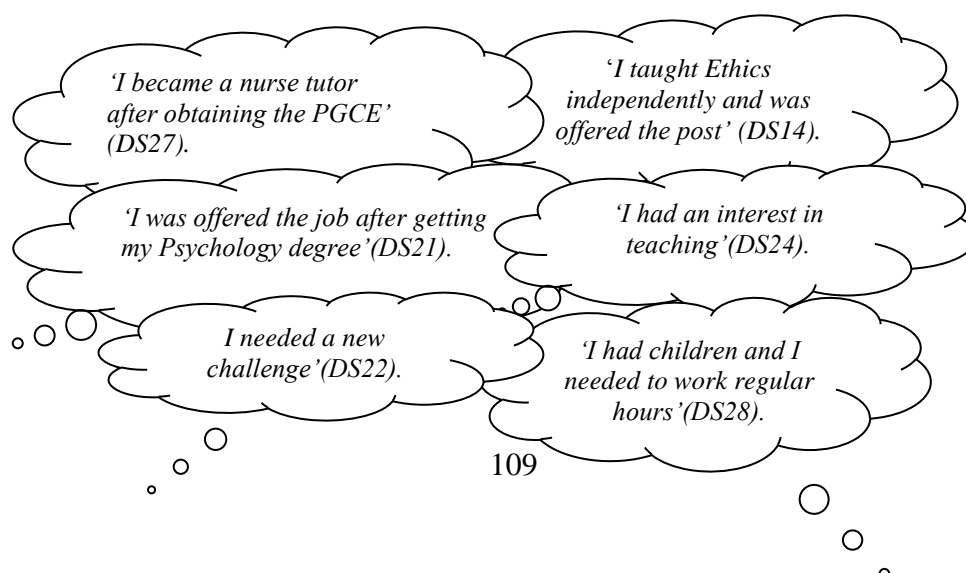 ‘I became a nurse tutor
after obtaining the PGCE’
(DS27).
‘I taught Ethics
independently and was
offered the post’ (DS14).
‘I was offered the job after getting
my Psychology degree’(DS21).
‘I had an interest in
teaching’(DS24).
I needed a new
challenge’(DS22).
‘I had children and I
needed to work regular
hours’(DS28).
109